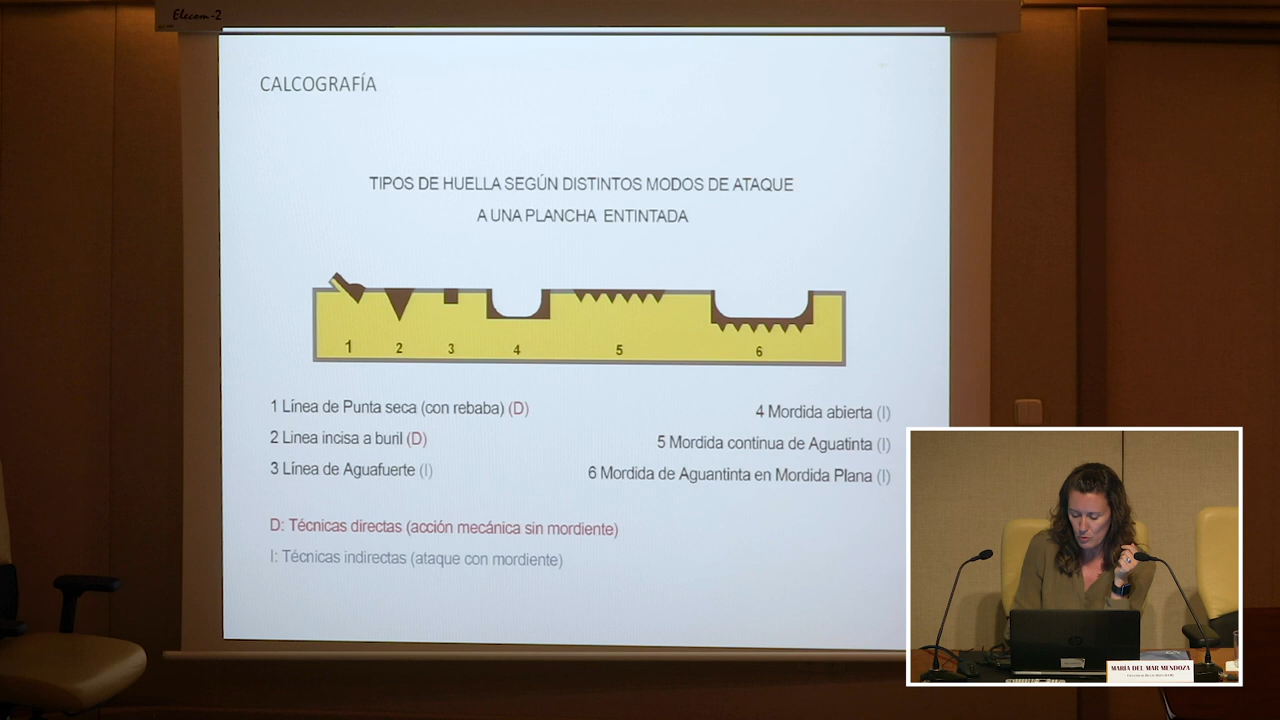 Elecom-2
CALCOGRAFÍA
TIPOS DE HUELLA SEGÚN DISTINTOS MODOS DE ATAQUE
A UNA PLANCHA ENTINTADA
1 2 3 4 5 6
1 Línea de Punta seca (con rebaba) (D)
2 Linea incisa a buril (D)
3 Línea de Aguafuerte (I)
4 Mordida abierta (I)
5 Mordida continua de Aguatinta (I)
6 Mordida de Aguantinta en Mordida Plana (I)
D: Técnicas directas (acción mecánica sin mordiente)
I: Técnicas indirectas (ataque con mordiente)
hp
MARÍA DEL MAR MENDOZA